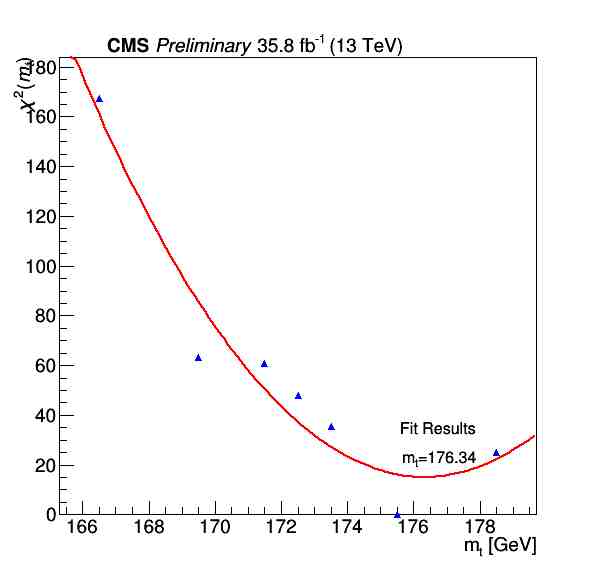 CMS Preliminary 35.8 fb⁻¹ (13 TeV)
χ²(mₜ)
180
160
140
120
100
80
60
40
20
0
Fit Results
mₜ=176.34
166 168 170 172 174 176 178
mₜ [GeV]